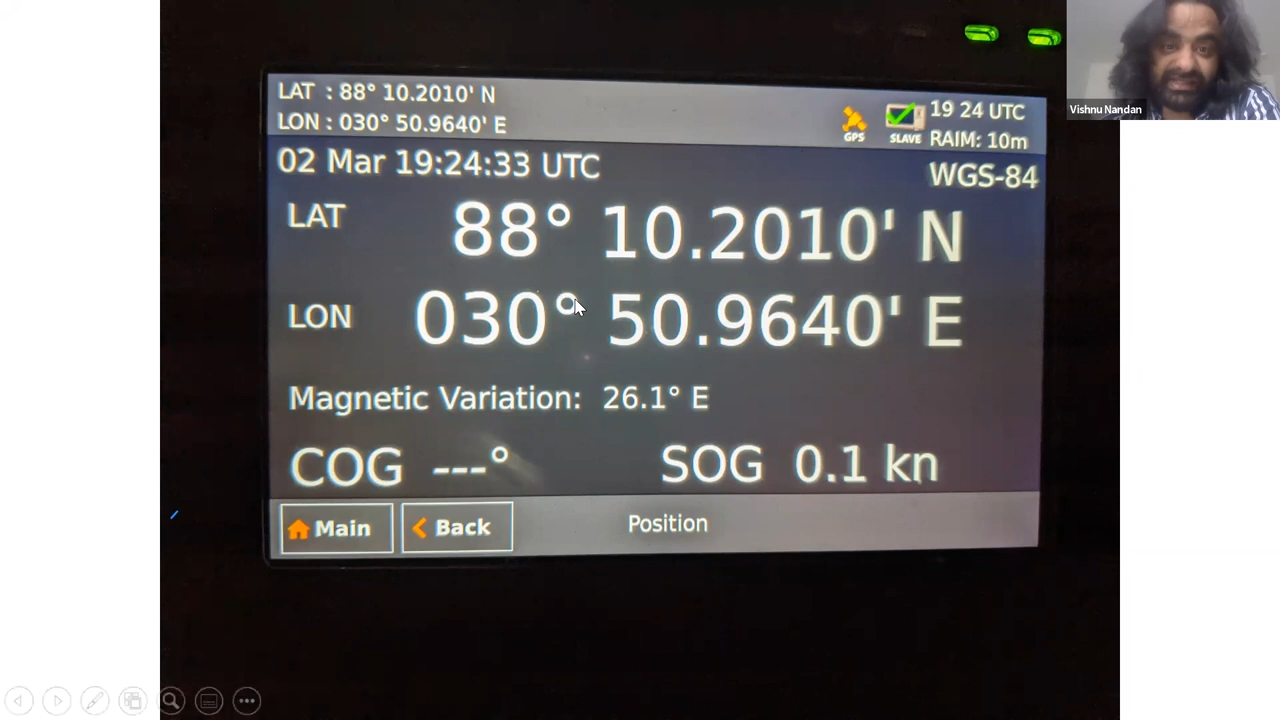 LAT : 88° 10.2010' N
LON : 030° 50.9640' E
GPS
SLAVE
19 24 UTC
RAIM: 10m
Vishnu Nandan
02 Mar 19:24:33 UTC
WGS-84
LAT 88° 10.2010' N
LON 030° 50.9640' E
Magnetic Variation: 26.1° E
COG ---° SOG 0.1 kn
Main Back Position